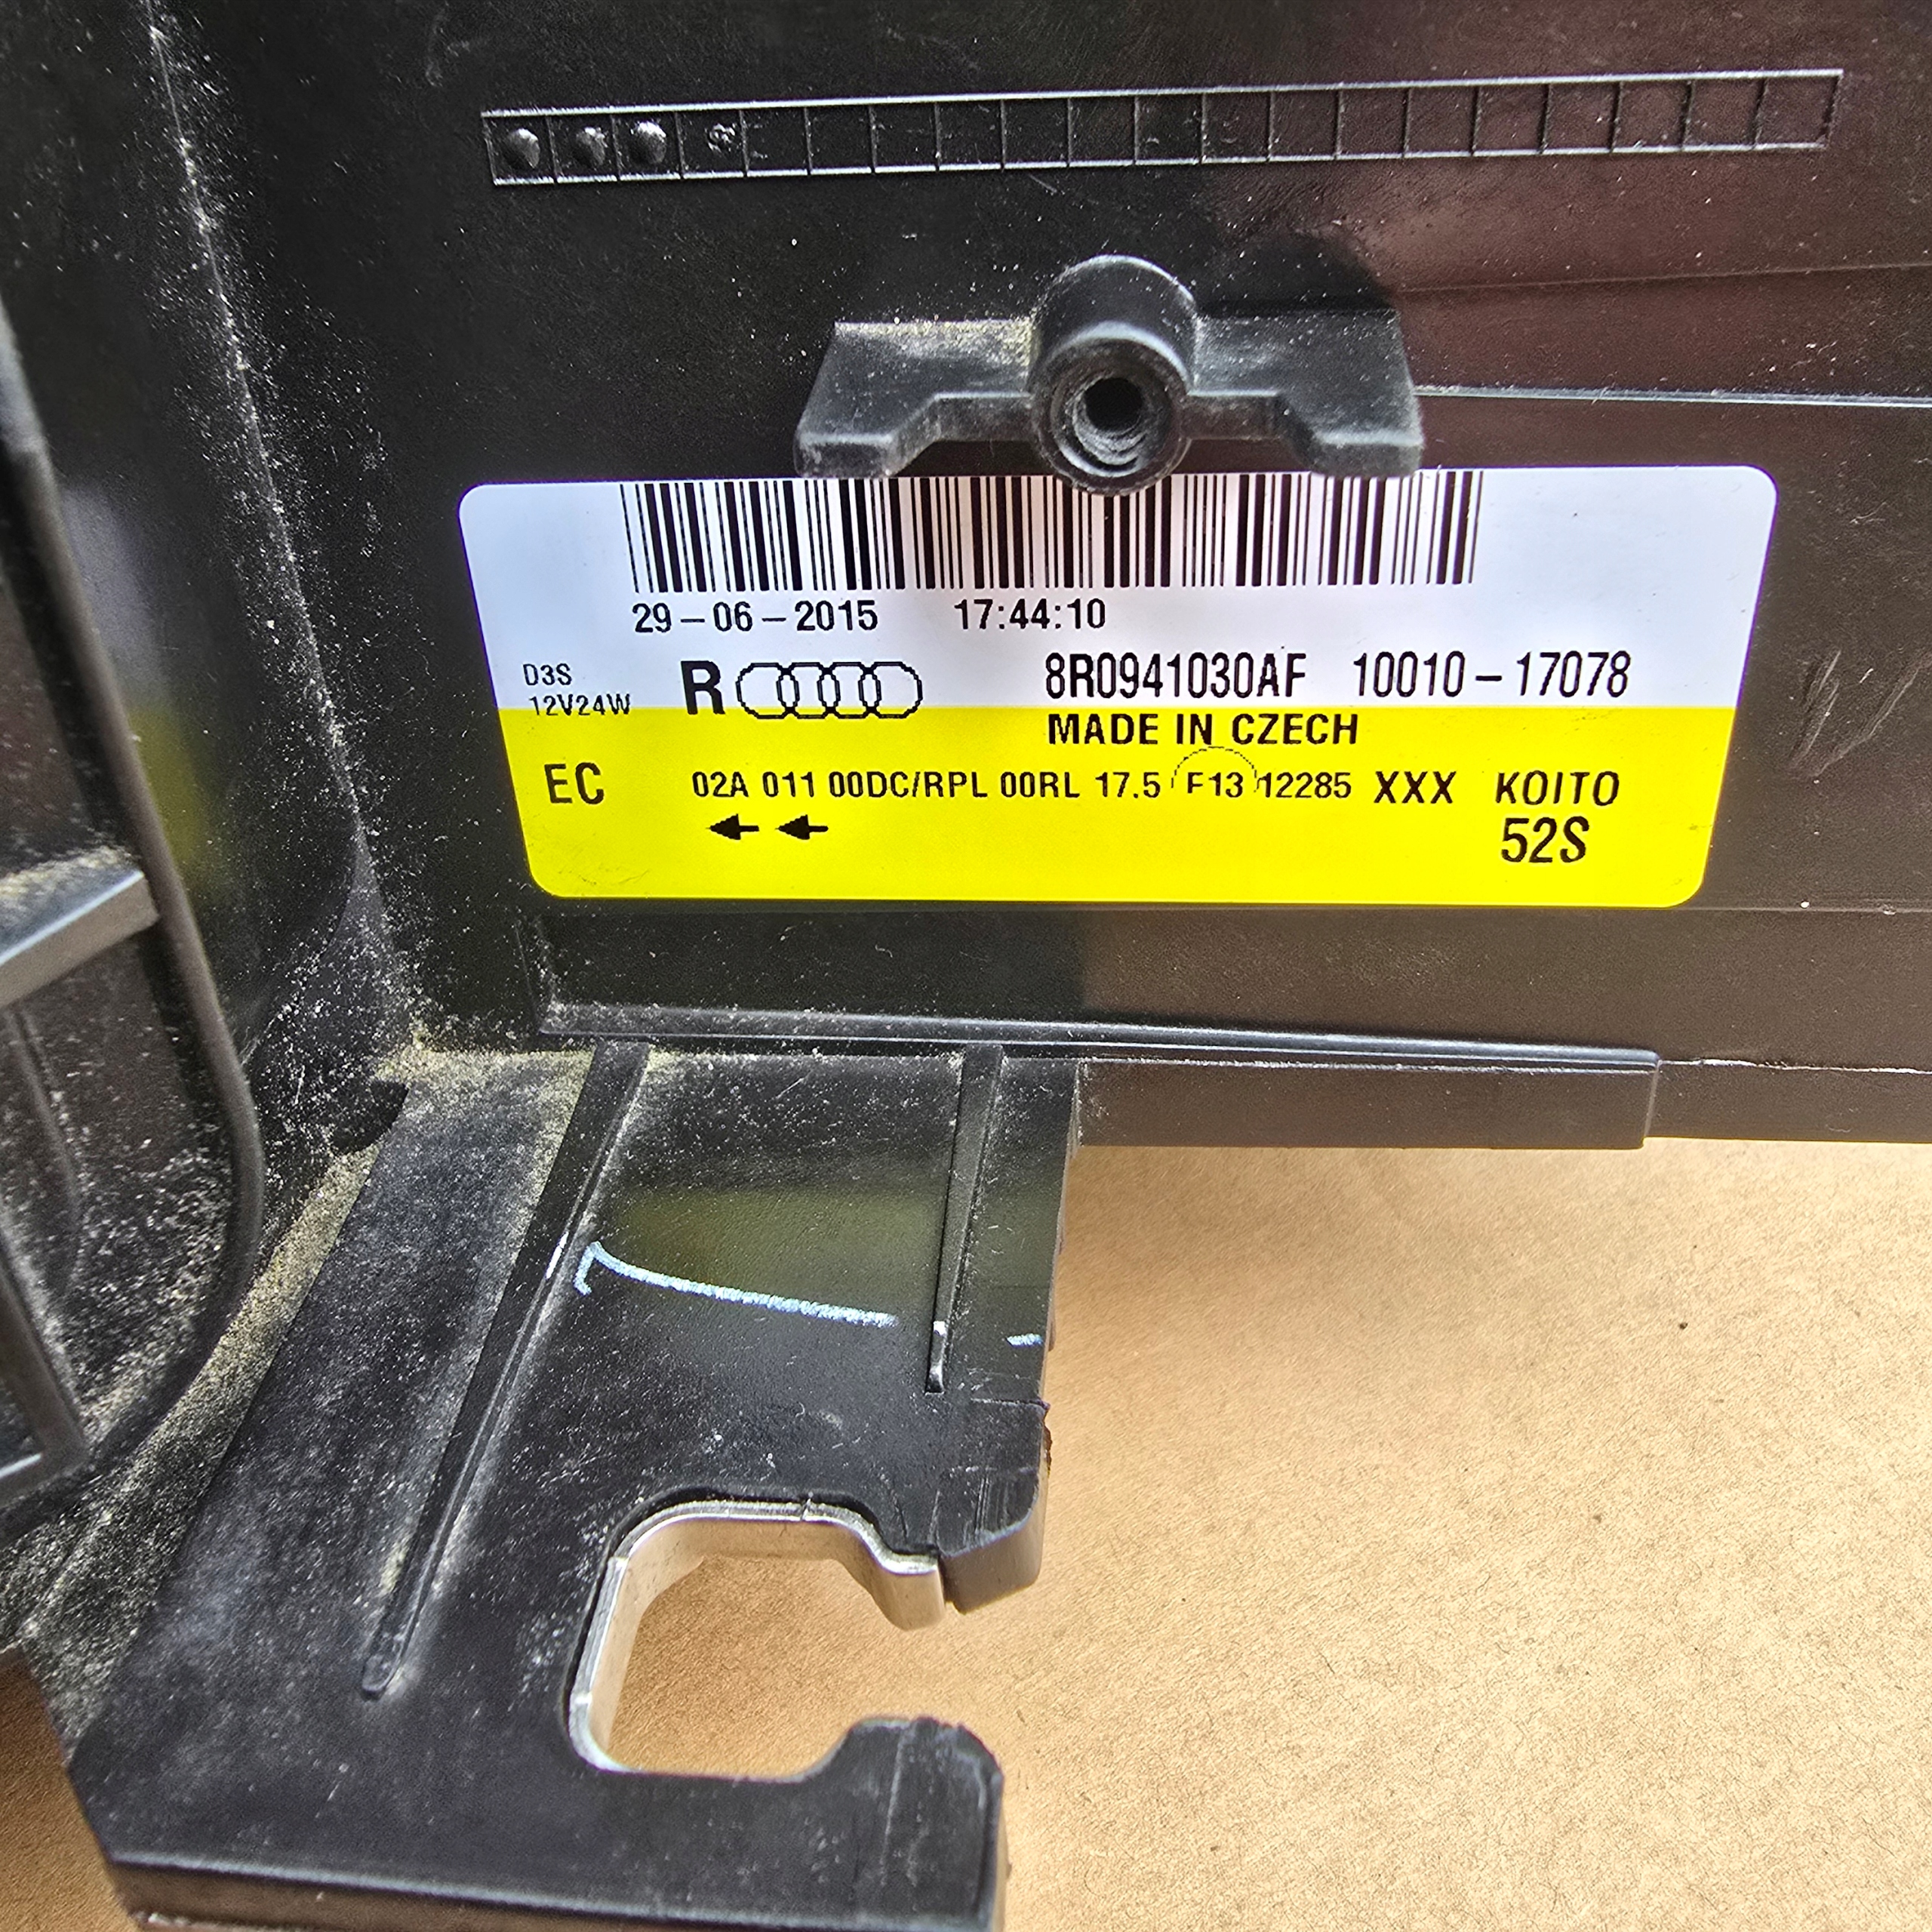 29-06-2015 17:44:10
D3S
12V24W
R 8R0941030AF 10010-17078
MADE IN CZECH
EC 02A 011 00DC/RPL 00RL 17.5 E13 12285 XXX KOITO
52S